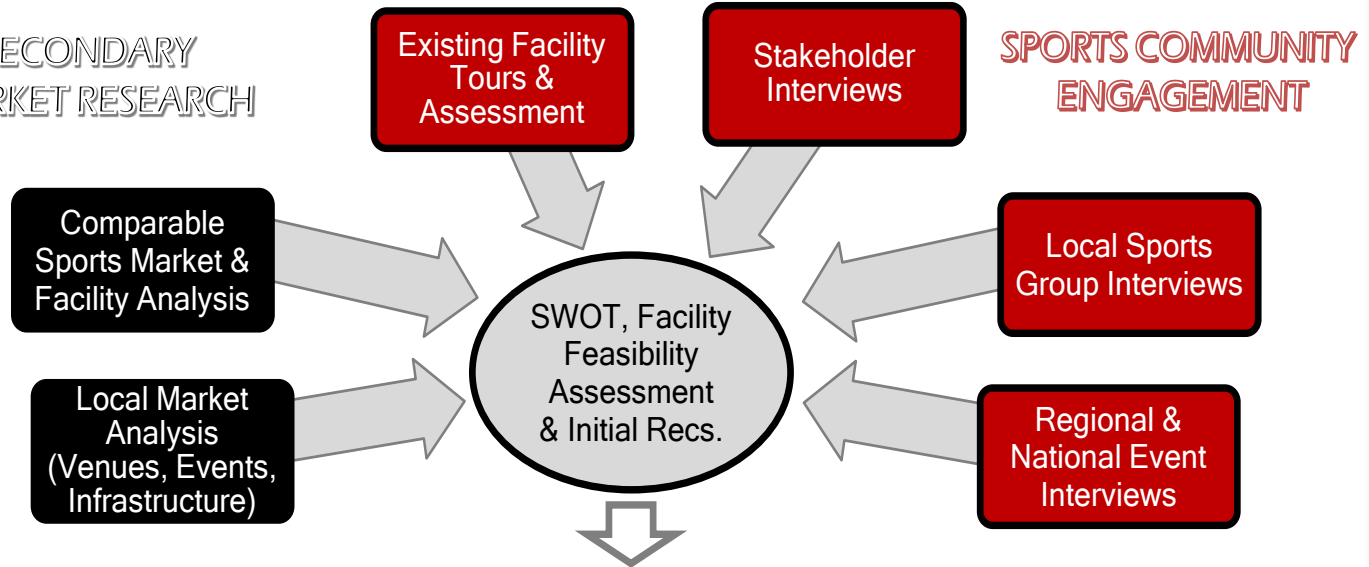 ECONDARY
RKET RESEARCH
Existing Facility
Tours &
Assessment
Stakeholder
Interviews
SPORTS COMMUNITY
ENGAGEMENT
Comparable
Sports Market &
Facility Analysis
Local Sports
Group Interviews
SWOT, Facility
Feasibility
Assessment
& Initial Recs.
Local Market
Analysis
(Venues, Events,
Infrastructure)
Regional &
National Event
Interviews